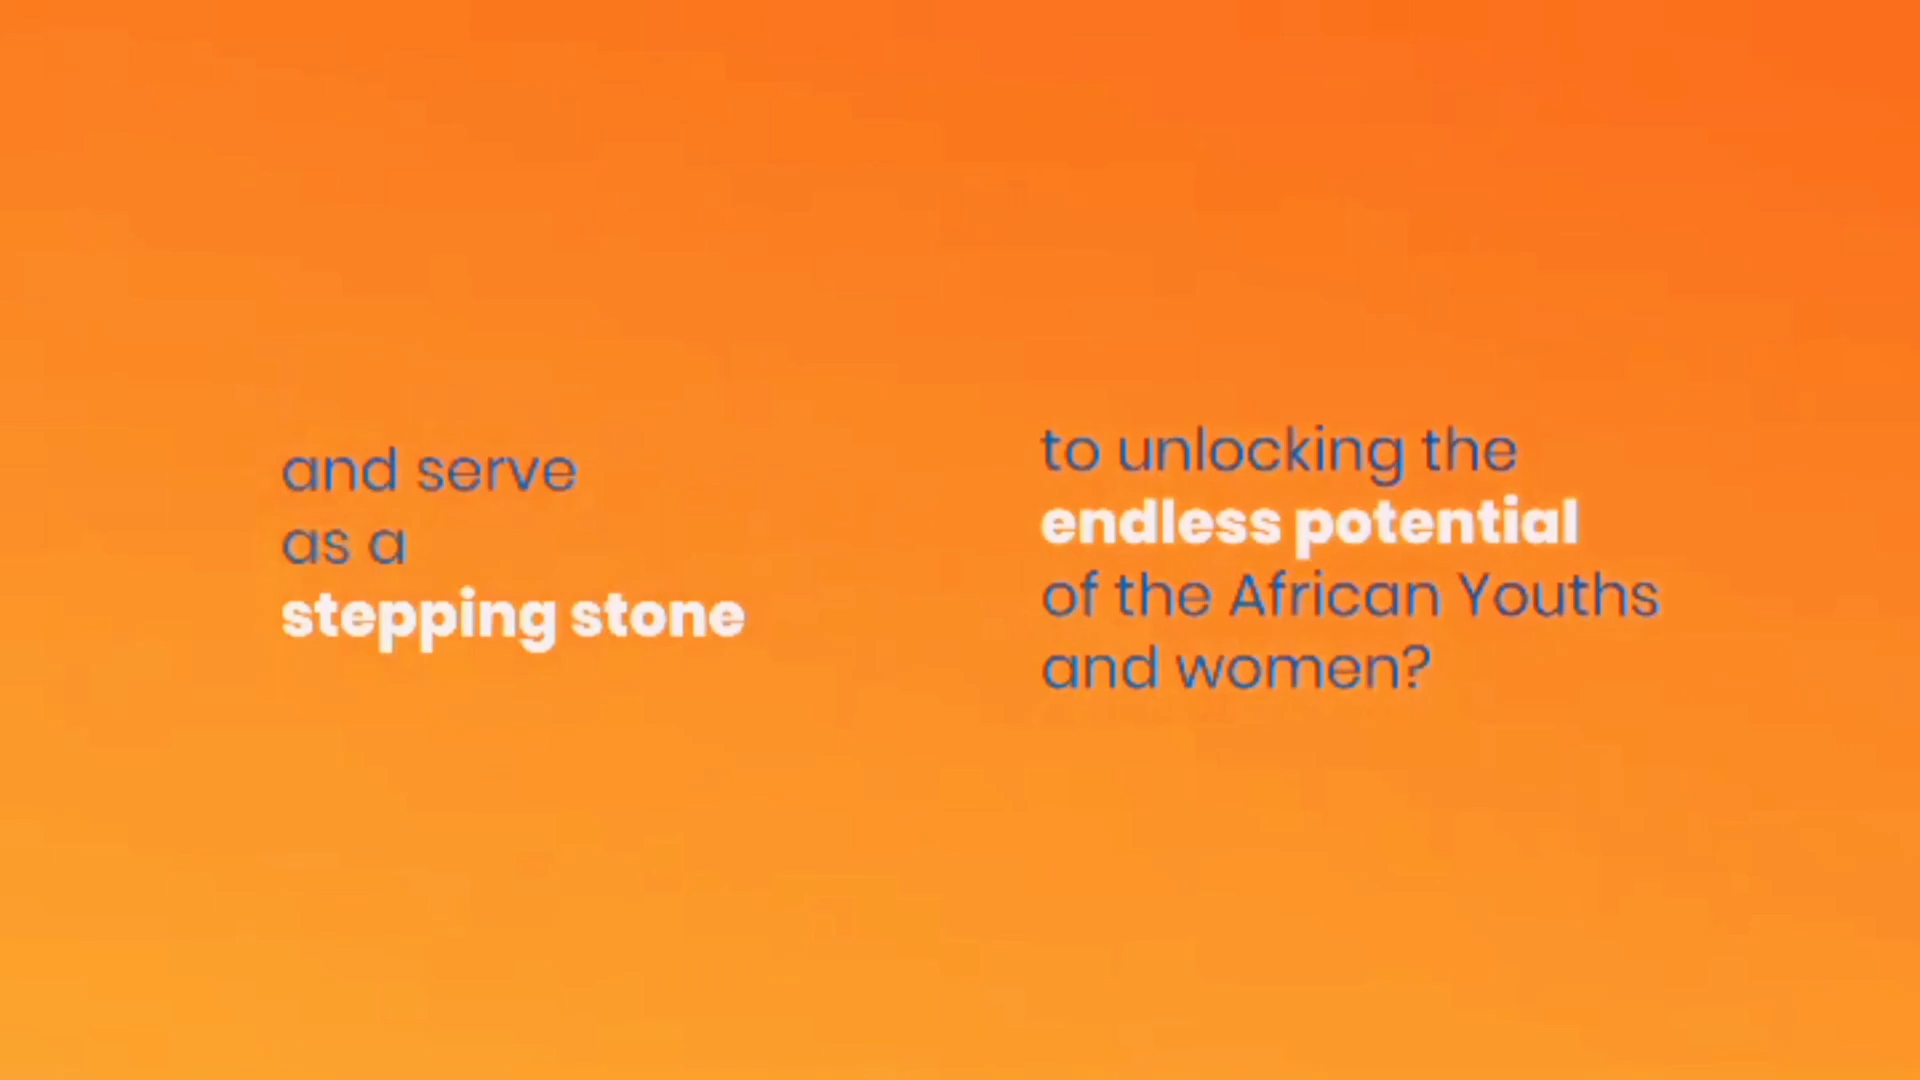 and serve
as a
stepping stone
to unlocking the
endless potential
of the African Youths
and women?